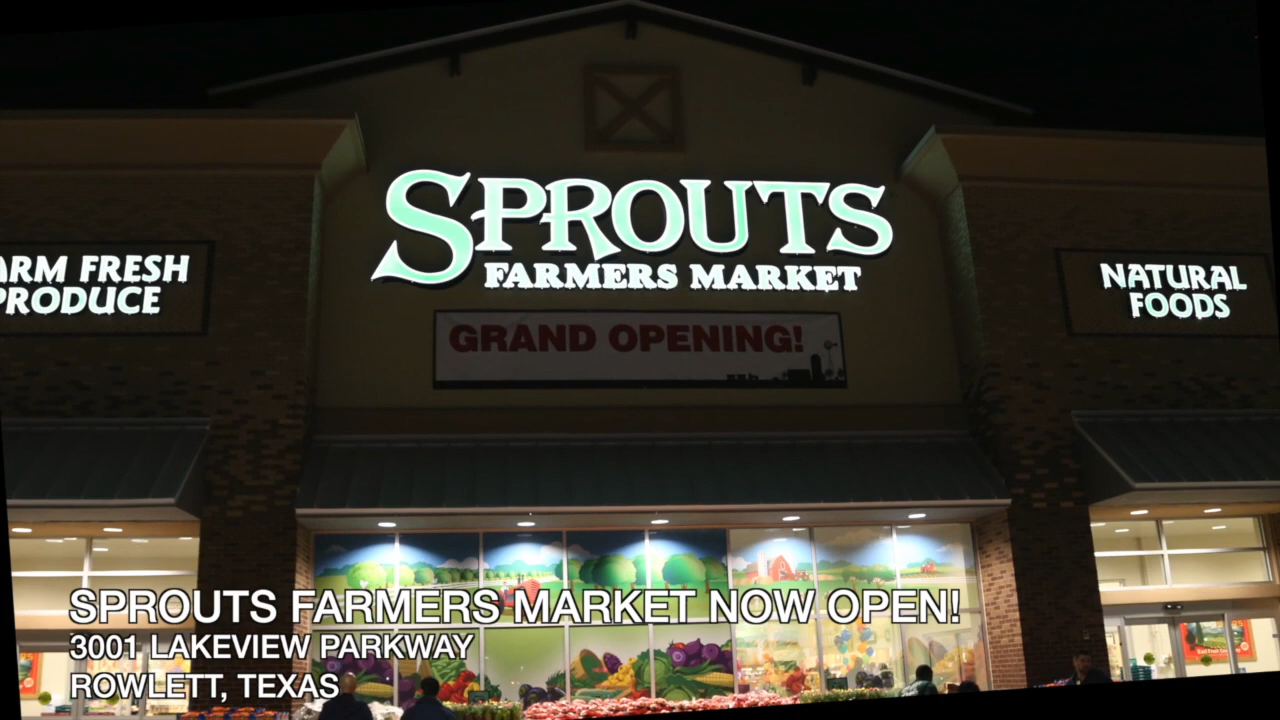 SPROUTS
FARMERS MARKET
ARM FRESH
PRODUCE
NATURAL
FOODS
GRAND OPENING!
SPROUTS FARMERS MARKET NOW OPEN!
3001 LAKEVIEW PARKWAY
ROWLETT, TEXAS